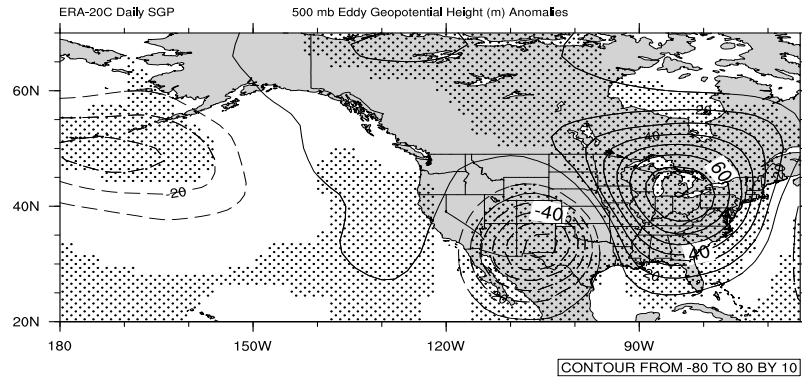 ERA-20C Daily SGP 500 mb Eddy Geopotential Height (m) Anomalies
60N
40N
20N
-20
-40
20
40
60
40
20
180 150W 120W 90W
CONTOUR FROM -80 TO 80 BY 10